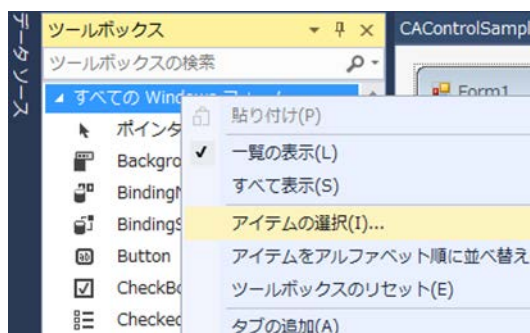 データソース
ツールボックス
ツールボックスの検索
すべての Windows フォーム
ポインタ
Backgro
BindingN
BindingS
Button
CheckBo
Checked
貼り付け(P)
一覧の表示(L)
すべて表示(S)
アイテムの選択(I)...
アイテムをアルファベット順に並べ替え
ツールボックスのリセット(E)
タブの追加(A)
CAControlSampl
Form1